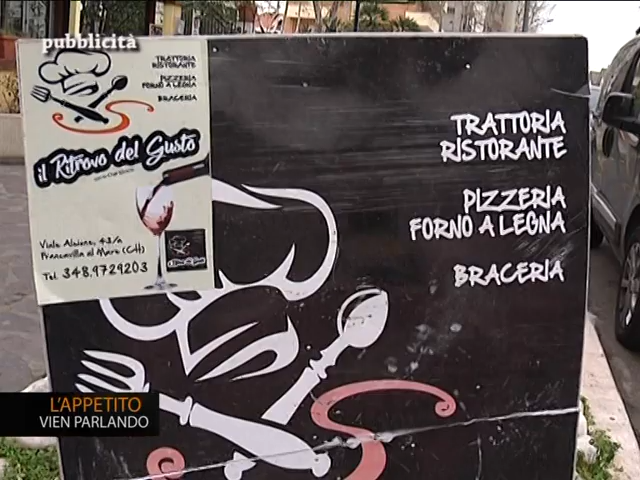 pubblicità
TRATTORIA
RISTORANTE
PIZZERIA
FORNO A LEGNA
BRACERIA
il Ritrovo del Gusto
Viale Alcione, 43/a
Francavilla al Mare (CH)
Tel. 348.9729203
TRATTORIA
RISTORANTE
PIZZERIA
FORNO A LEGNA
BRACERIA
L'APPETITO
VIEN PARLANDO